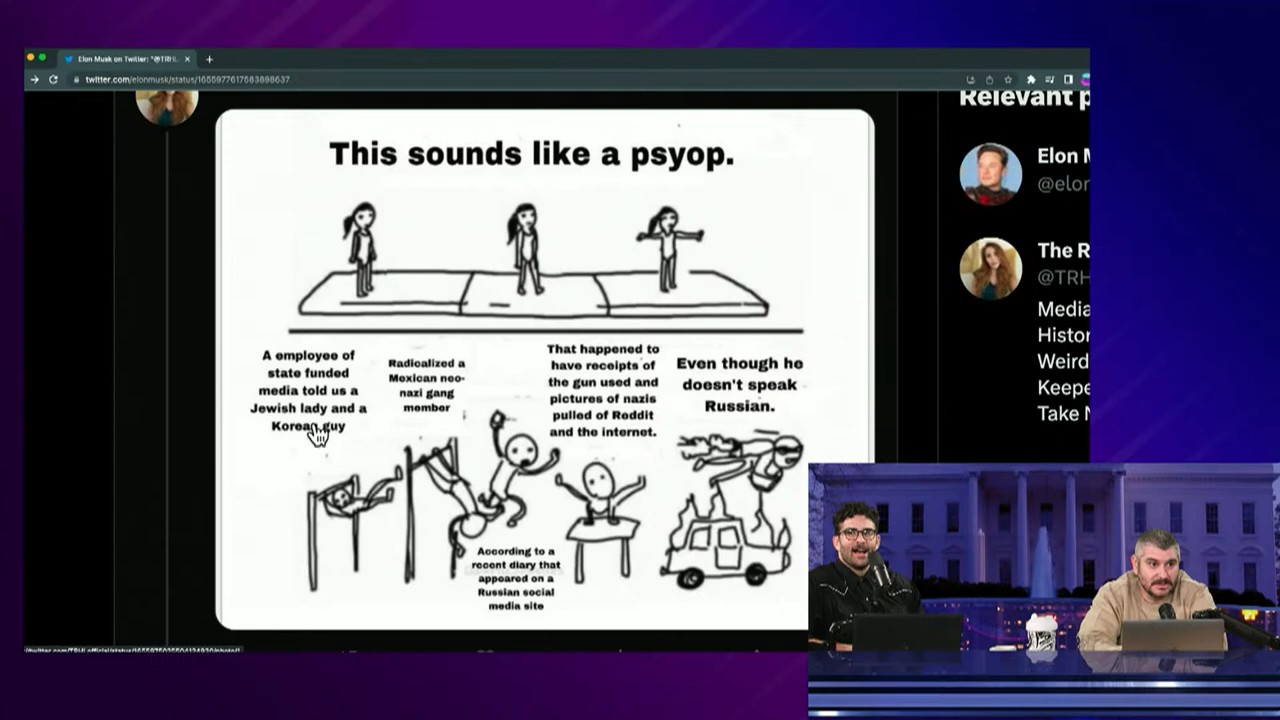 Elon Musk on Twitter: "@TRHL
twitter.com/elonmusk/status/1655977617583898637
Relevant p
This sounds like a psyop.
Elon M
@elor
The R
@TRH
Media
Histor
Weird
Keepe
Take N
A employee of
state funded
media told us a
Jewish lady and a
Korean guy
Radicalized a
Mexican neo-
nazi gang
member
That happened to
have receipts of
the gun used and
pictures of nazis
pulled of Reddit
and the internet.
Even though he
doesn't speak
Russian.
According to a
recent diary that
appeared on a
Russian social
media site